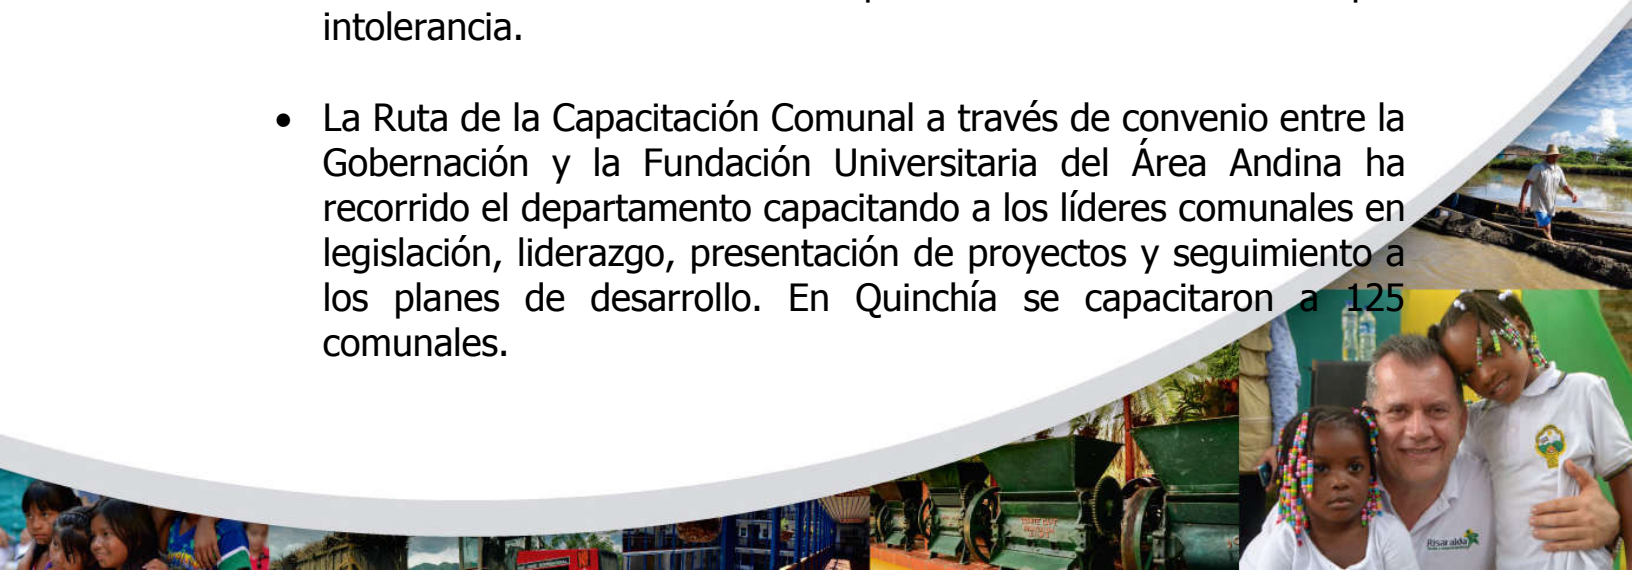 intolerancia.
• La Ruta de la Capacitación Comunal a través de convenio entre la
Gobernación y la Fundación Universitaria del Área Andina ha
recorrido el departamento capacitando a los líderes comunales en
legislación, liderazgo, presentación de proyectos y seguimiento a
los planes de desarrollo. En Quinchía se capacitaron a 125
comunales.
Risaralda